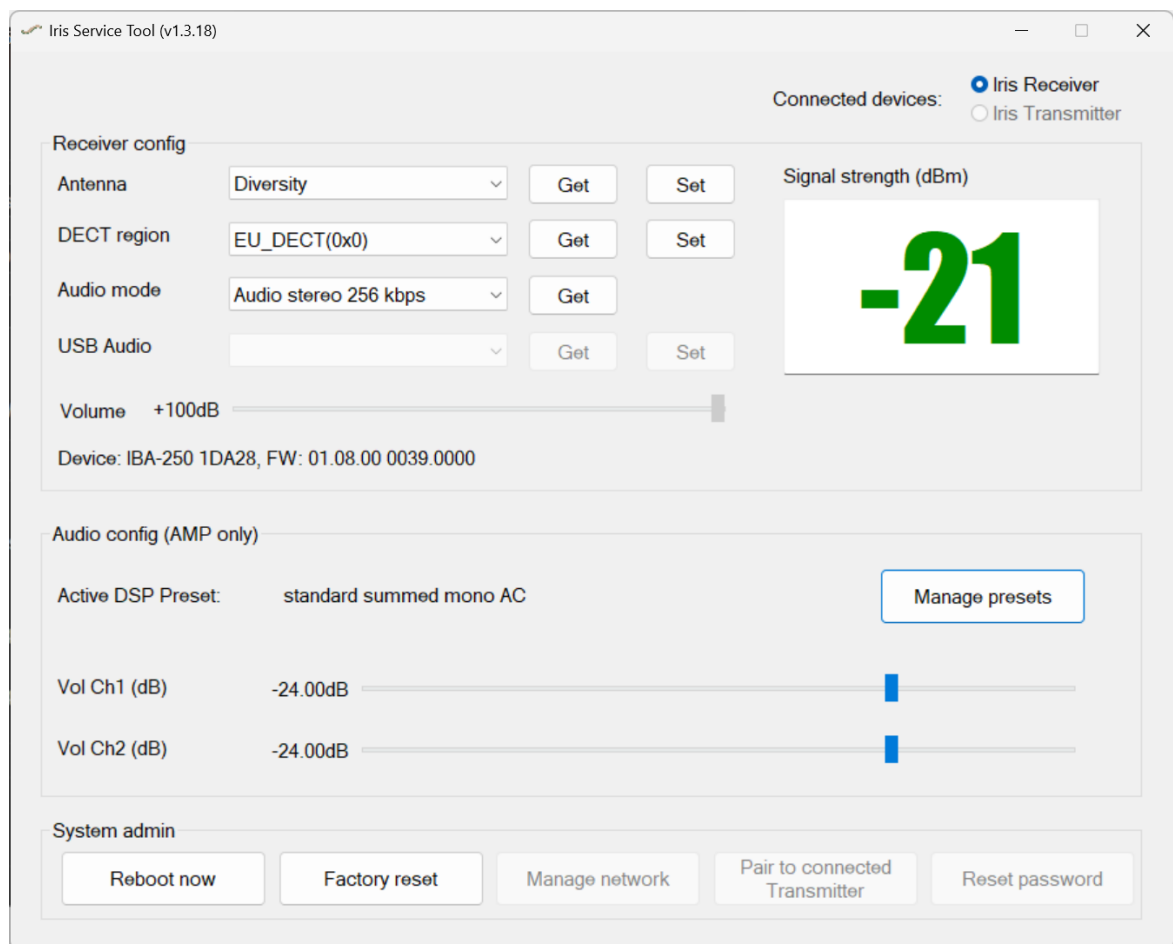 Iris Service Tool (v1.3.18)
Connected devices:
Iris Receiver
Iris Transmitter
Receiver config
Antenna
Diversity
Get
Set
Signal strength (dBm)
-21
DECT region
EU_DECT(0x0)
Get
Set
Audio mode
Audio stereo 256 kbps
Get
USB Audio
Get
Set
Volume
+100dB
Device: IBA-250 1DA28, FW: 01.08.00 0039.0000
Audio config (AMP only)
Active DSP Preset:
standard summed mono AC
Manage presets
Vol Ch1 (dB)
-24.00dB
Vol Ch2 (dB)
-24.00dB
System admin
Reboot now
Factory reset
Manage network
Pair to connected
Transmitter
Reset password